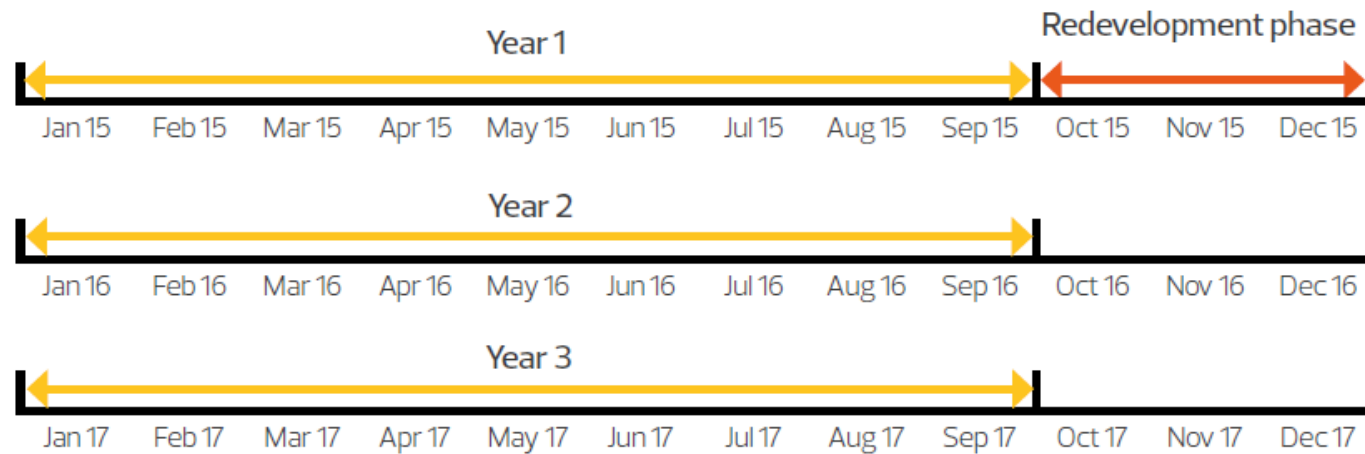 Redevelopment phase
Year 1
Jan 15 Feb 15 Mar 15 Apr 15 May 15 Jun 15 Jul 15 Aug 15 Sep 15 Oct 15 Nov 15 Dec 15
Year 2
Jan 16 Feb 16 Mar 16 Apr 16 May 16 Jun 16 Jul 16 Aug 16 Sep 16 Oct 16 Nov 16 Dec 16
Year 3
Jan 17 Feb 17 Mar 17 Apr 17 May 17 Jun 17 Jul 17 Aug 17 Sep 17 Oct 17 Nov 17 Dec 17